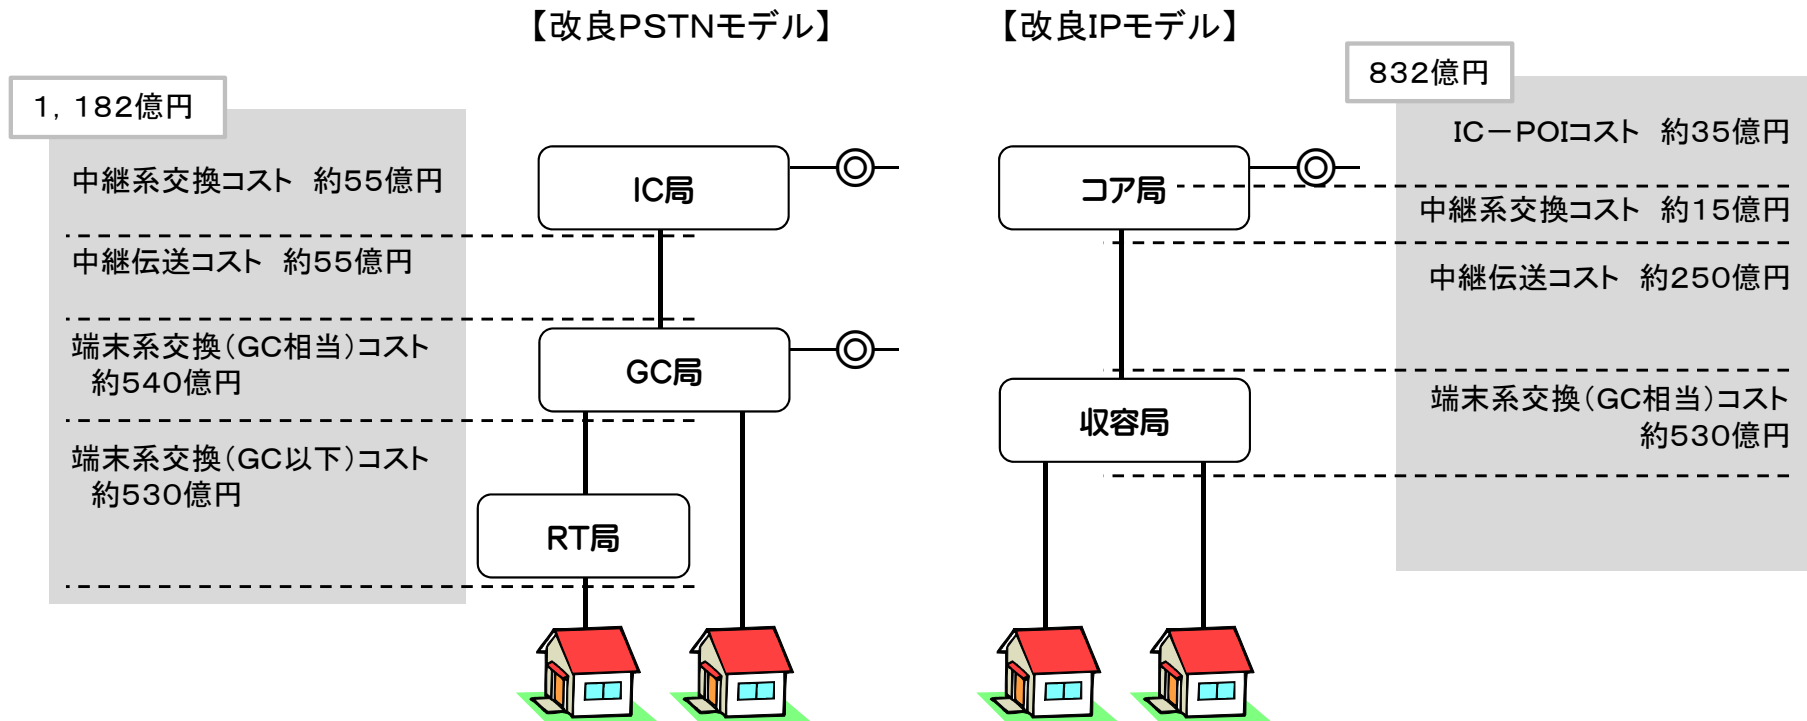 【改良PSTNモデル】
1，182億円
中継系交換コスト　約55億円
中継伝送コスト　約55億円
端末系交換（GC相当）コスト
約540億円
端末系交換（GC以下）コスト
約530億円
IC局
GC局
RT局
【改良IPモデル】
832億円
IC－POIコスト　約35億円
中継系交換コスト　約15億円
中継伝送コスト　約250億円
端末系交換（GC相当）コスト
約530億円
コア局
収容局